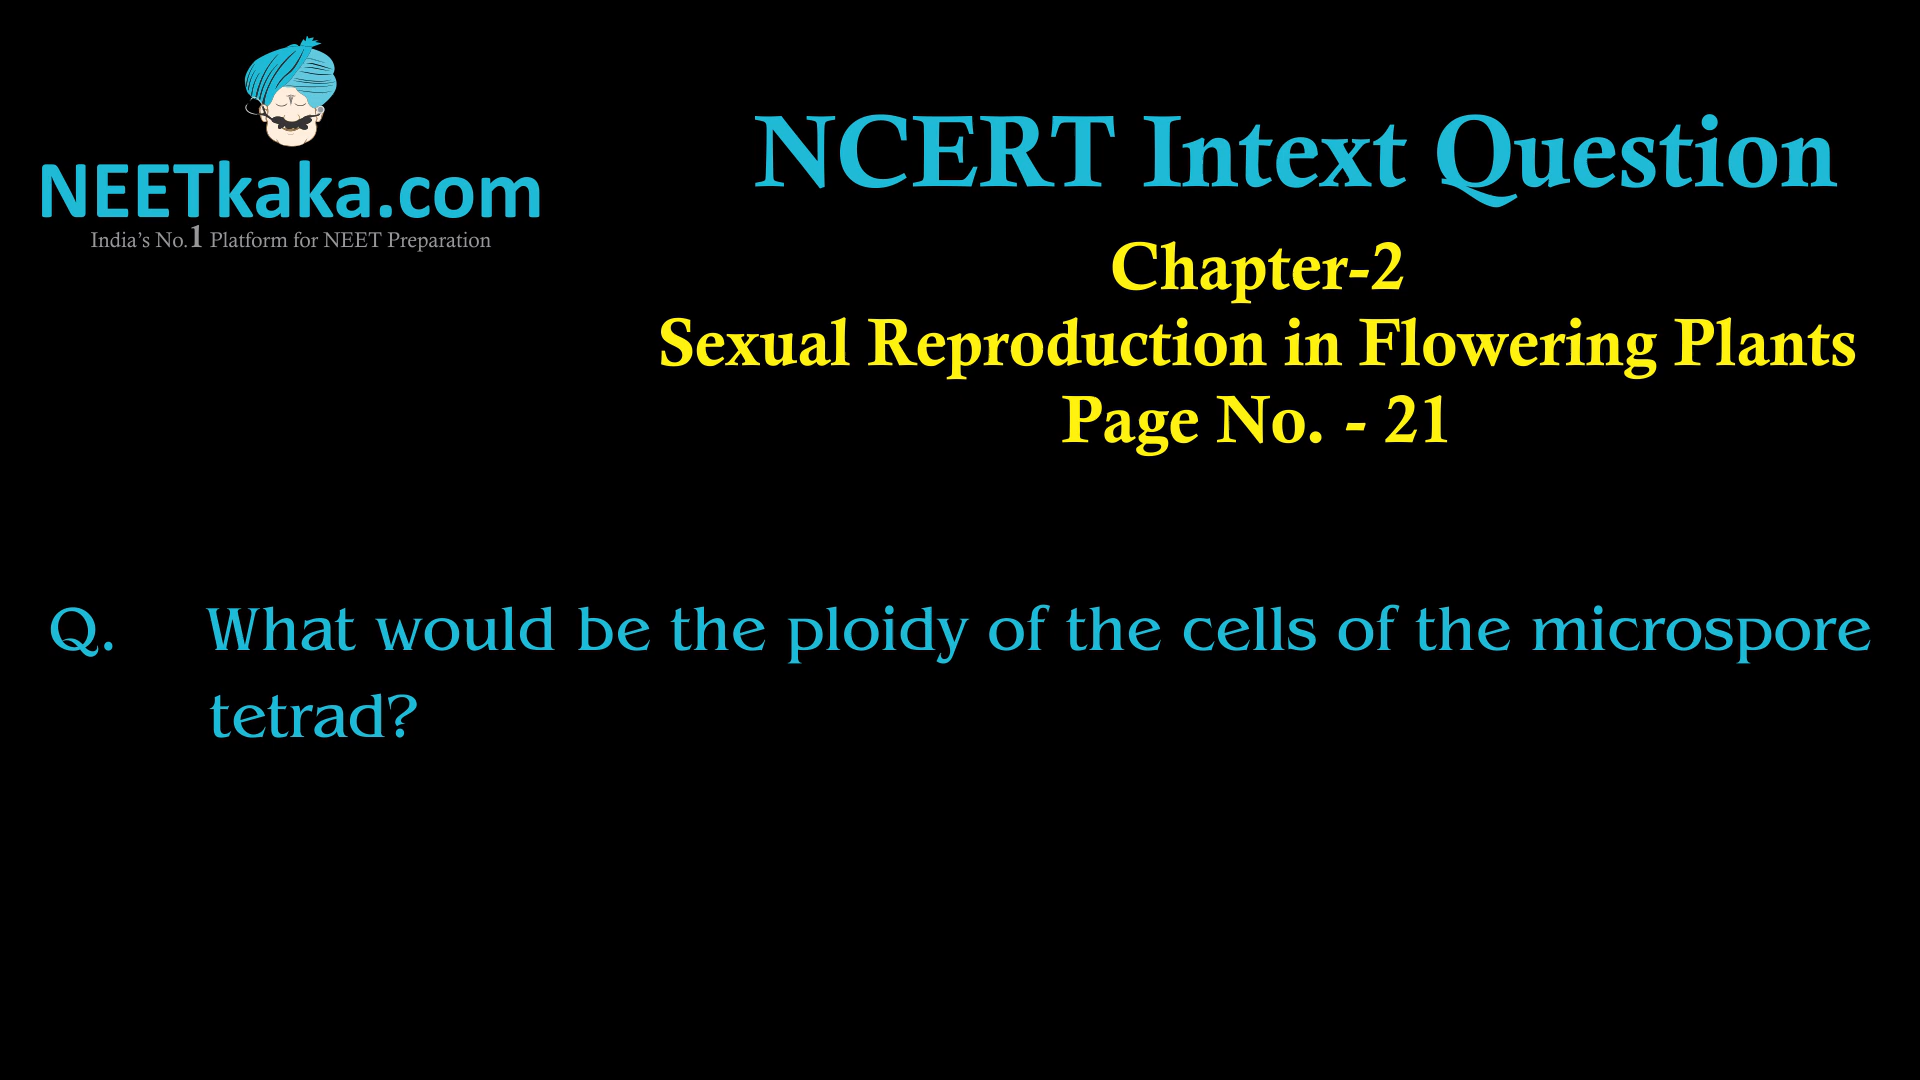 NEETkaka.com
India's No.1 Platform for NEET Preparation
NCERT Intext Question
Chapter-2
Sexual Reproduction in Flowering Plants
Page No. - 21
Q. What would be the ploidy of the cells of the microspore
tetrad?